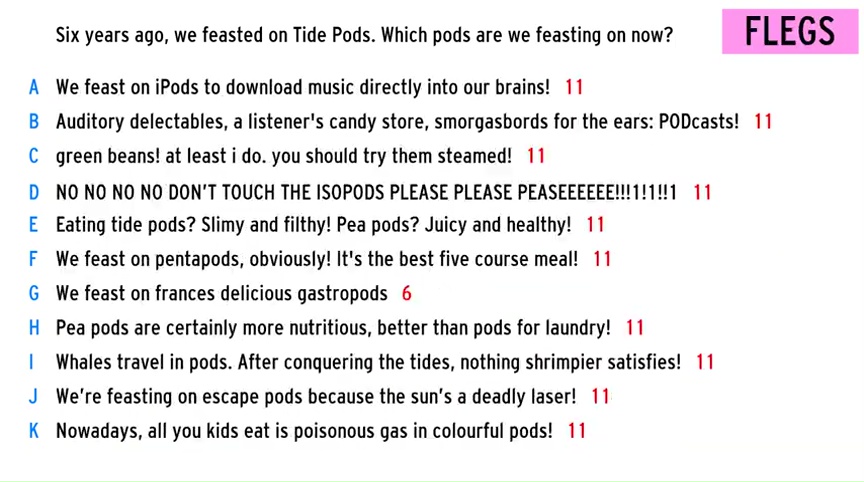 Six years ago, we feasted on Tide Pods. Which pods are we feasting on now?
FLEGS
A We feast on iPods to download music directly into our brains! 11
B Auditory delectables, a listener's candy store, smorgasbords for the ears: PODcasts! 11
C green beans! at least i do. you should try them steamed! 11
D NO NO NO NO DON'T TOUCH THE ISOPODS PLEASE PLEASE PEASEEEEEE!!!1!1!!1 11
E Eating tide pods? Slimy and filthy! Pea pods? Juicy and healthy! 11
F We feast on pentapods, obviously! It's the best five course meal! 11
G We feast on frances delicious gastropods 6
H Pea pods are certainly more nutritious, better than pods for laundry! 11
I Whales travel in pods. After conquering the tides, nothing shrimpier satisfies! 11
J We're feasting on escape pods because the sun's a deadly laser! 11
K Nowadays, all you kids eat is poisonous gas in colourful pods! 11